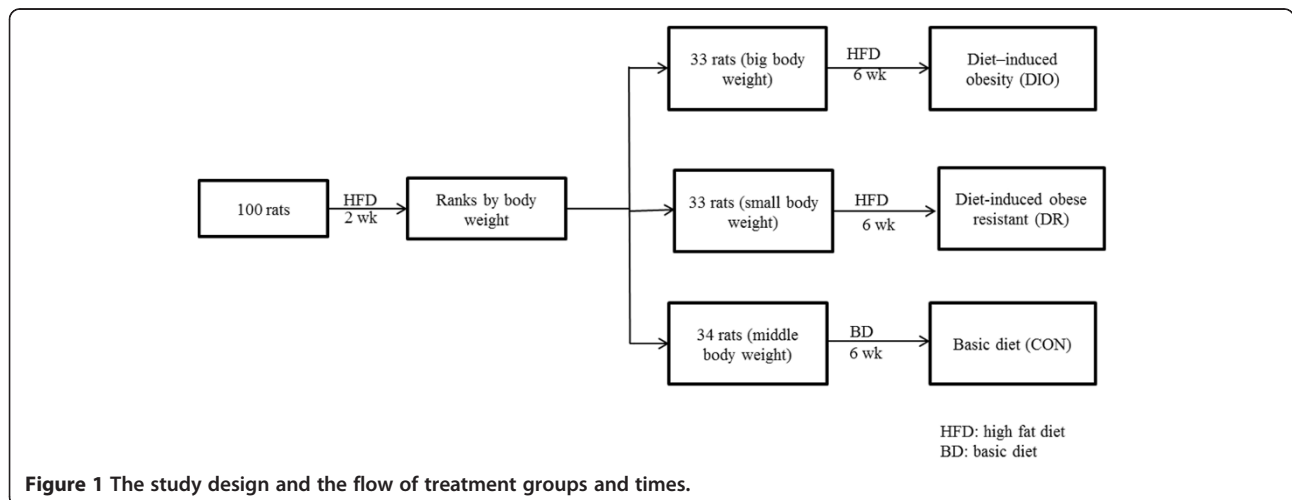 33 rats (big body
weight)
HFD
6 wk
Diet–induced
obesity (DIO)
100 rats
HFD
2 wk
Ranks by body
weight
33 rats (small body
weight)
HFD
6 wk
Diet-induced obese
resistant (DR)
34 rats (middle
body weight)
BD
6 wk
Basic diet (CON)
HFD: high fat diet
BD: basic diet
Figure 1 The study design and the flow of treatment groups and times.